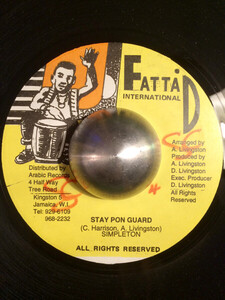 FATTA D
INTERNATIONAL
Distributed by
Arabic Records
4 Half Way
Tree Road
Kingston 5
Jamaica, W.I.
Tel: 929-6109
968-2232
Arranged by
A. Livingston
Produced by
A. Livingston
D. Livingston
Exec. Producer
D. Livingston
All Rights
Reserved
STAY PON GUARD
(C. Harrison, A. Livingston)
SIMPLETON
ALL RIGHTS RESERVED